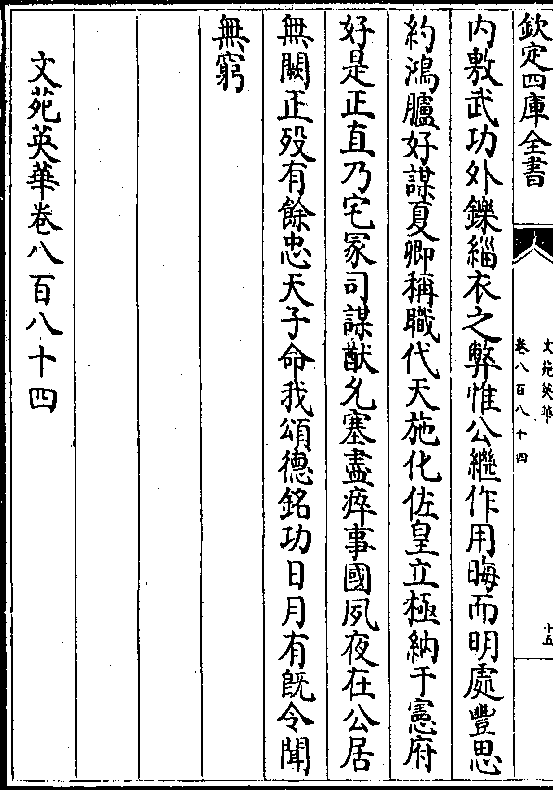 欽定四庫全書
文苑英華
卷八百八十四
十五
内敷武功外鑠緇衣之弊惟公繼作用晦而明處豐思
約鴻臚好謀夏卿稱職代天施化佐皇立極納于憲府
好是正直乃宅冢司謀猷允塞盡瘁事國夙夜在公居
無闕正歿有餘忠天子命我頌德銘功日月有旣令聞
無窮
文苑英華卷八百八十四